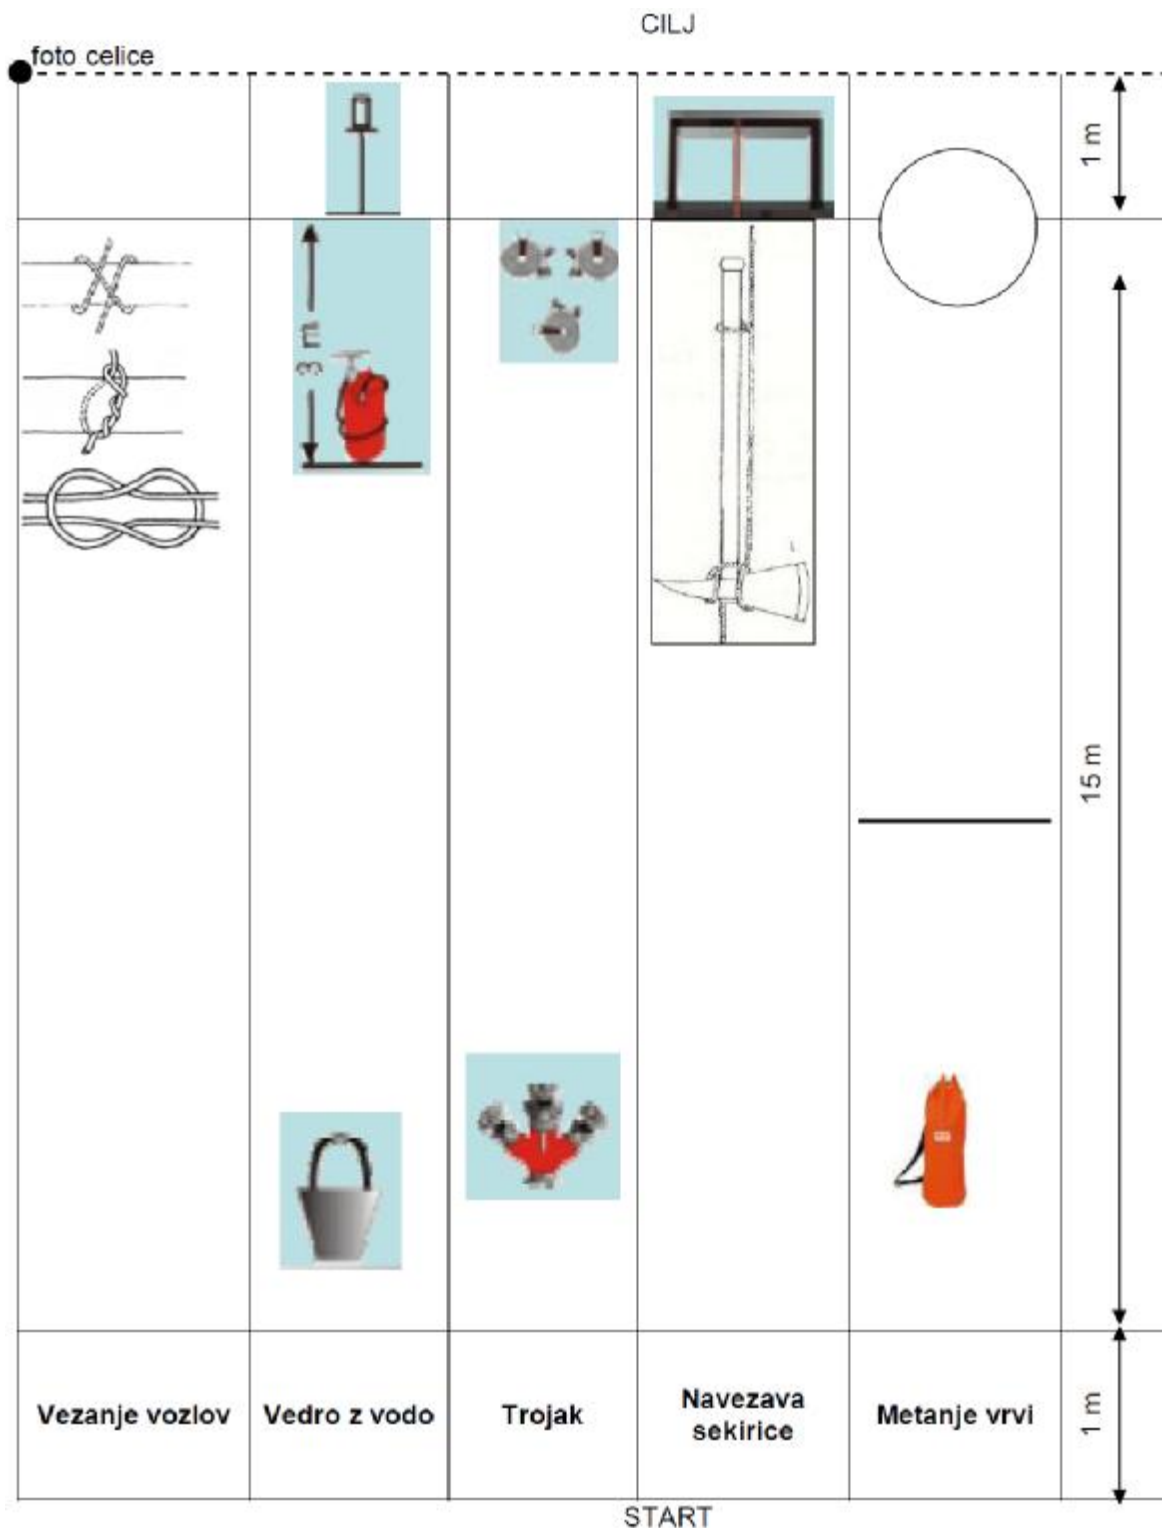 CILJ
foto celice
1 m
3 m
15 m
Vezanje vozlov
Vedro z vodo
Trojak
Navezava
sekirice
Metanje vrvi
1 m
START